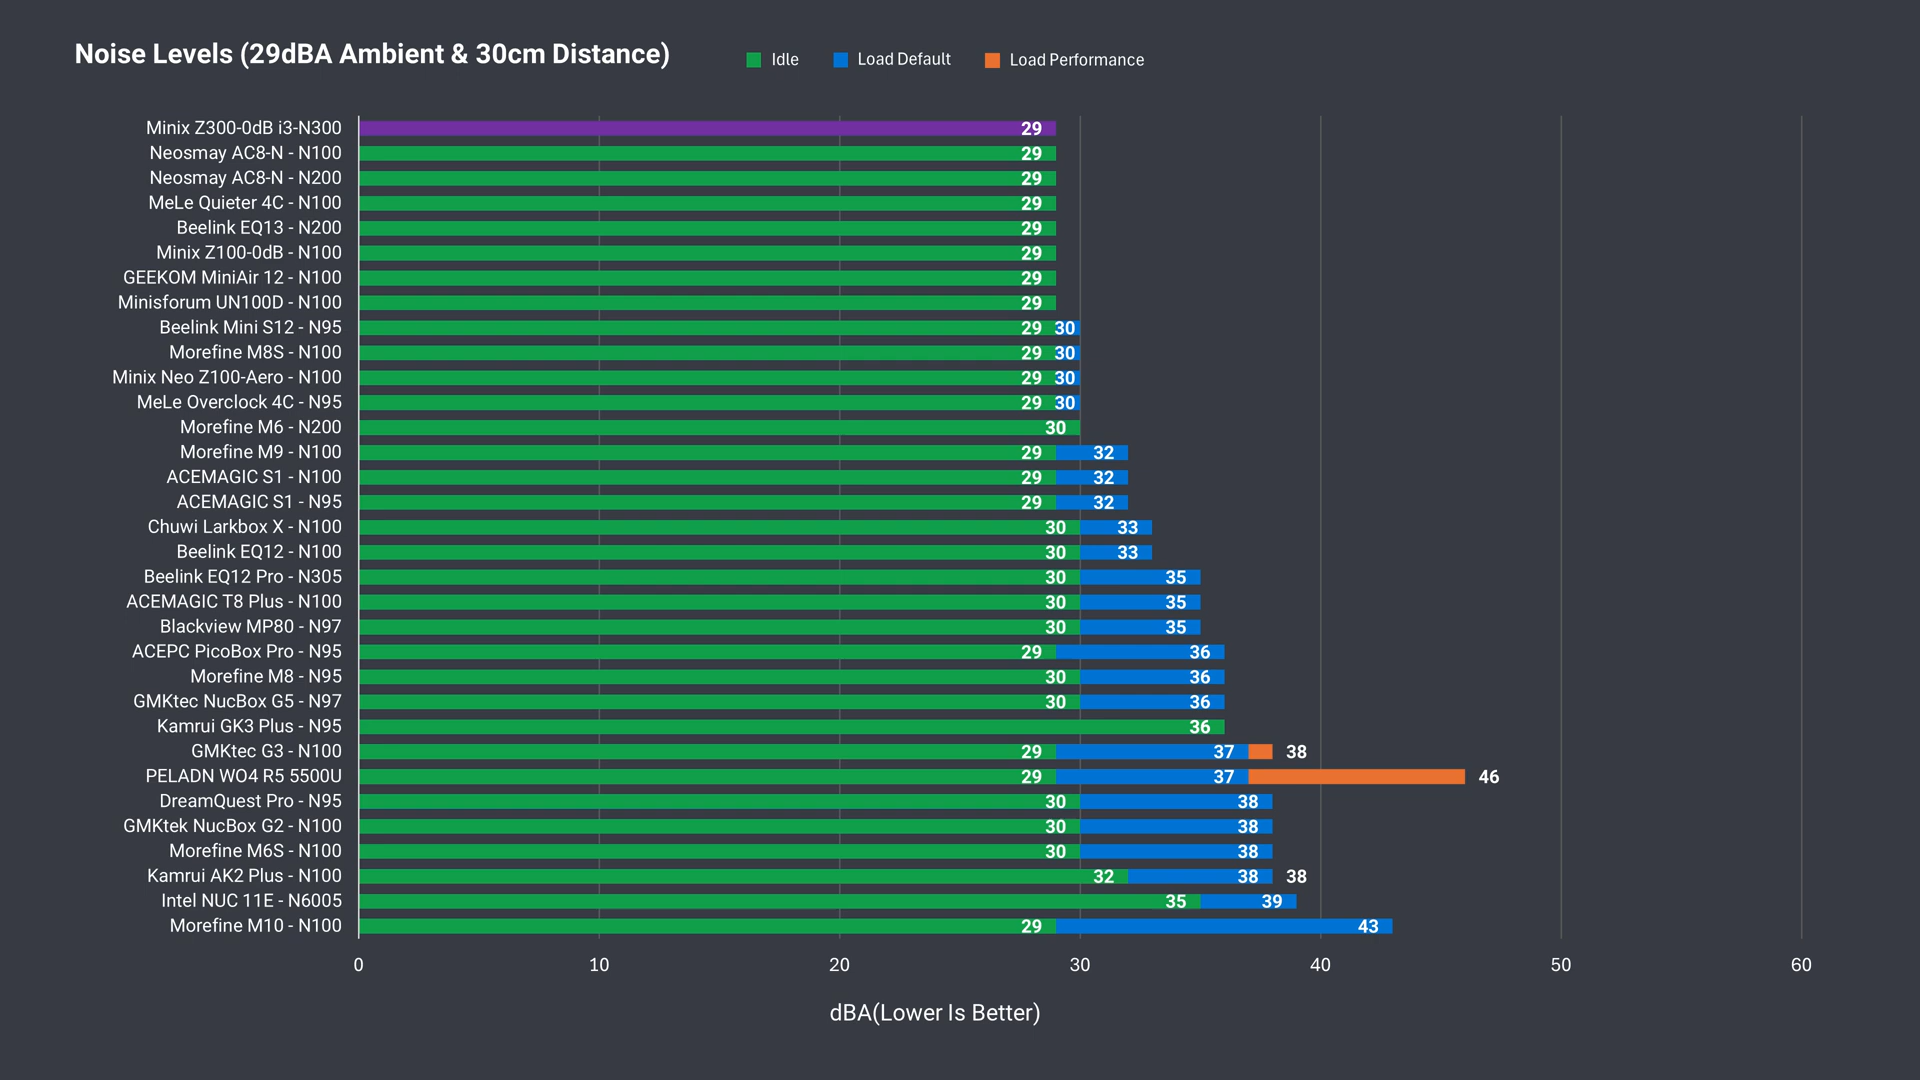 Noise Levels (29dBA Ambient & 30cm Distance)
Idle
Load Default
Load Performance
Minix Z300-0dB i3-N300 29
Neosmay AC8-N - N100 29
Neosmay AC8-N - N200 29
MeLe Quieter 4C - N100 29
Beelink EQ13 - N200 29
Minix Z100-0dB - N100 29
GEEKOM MiniAir 12 - N100 29
Minisforum UN100D - N100 29
Beelink Mini S12 - N95 29 30
Morefine M8S - N100 29 30
Minix Neo Z100-Aero - N100 29 30
MeLe Overclock 4C - N95 29 30
Morefine M6 - N200 30
Morefine M9 - N100 29 32
ACEMAGIC S1 - N100 29 32
ACEMAGIC S1 - N95 29 32
Chuwi Larkbox X - N100 30 33
Beelink EQ12 - N100 30 33
Beelink EQ12 Pro - N305 30 35
ACEMAGIC T8 Plus - N100 30 35
Blackview MP80 - N97 30 35
ACEPC PicoBox Pro - N95 29 36
Morefine M8 - N95 30 36
GMKtec NucBox G5 - N97 30 36
Kamrui GK3 Plus - N95 36
GMKtec G3 - N100 29 37 38
PELADN WO4 R5 5500U 29 37 46
DreamQuest Pro - N95 30 38
GMKtek NucBox G2 - N100 30 38
Morefine M6S - N100 30 38
Kamrui AK2 Plus - N100 32 38 38
Intel NUC 11E - N6005 35 39
Morefine M10 - N100 29 43
0 10 20 30 40 50 60
dBA(Lower Is Better)